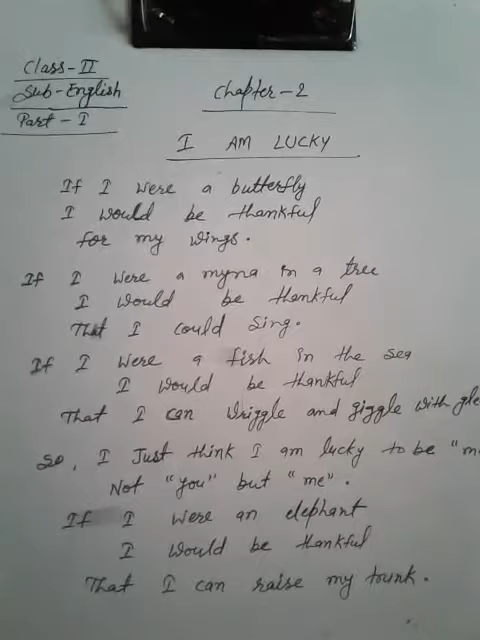 Class-II
Sub-English
Part-I
Chapter-2
I AM LUCKY
If I were a butterfly
I would be thankful
for my wings.
If I were a myna in a tree
I would be thankful
That I could sing.
If I were a fish in the sea
I would be thankful
That I can wriggle and giggle with gle
So, I Just think I am lucky to be "m
Not "you" but "me".
If I were an elephant
I would be thankful
That I can raise my trunk.